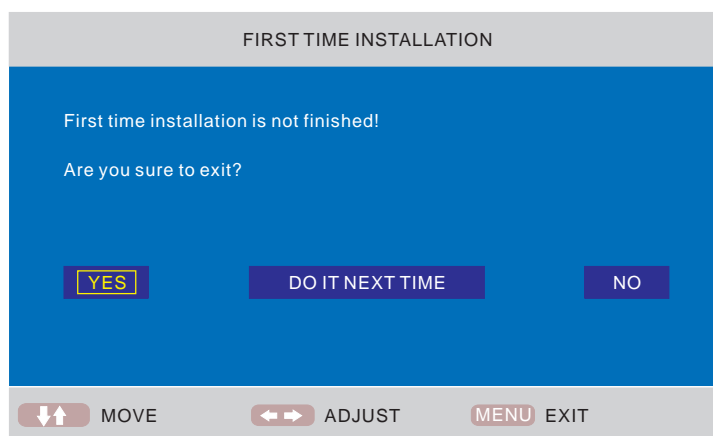 FIRST TIME INSTALLATION
First time installation is not finished!
Are you sure to exit?
YES DO IT NEXT TIME NO
MOVE ADJUST MENU EXIT